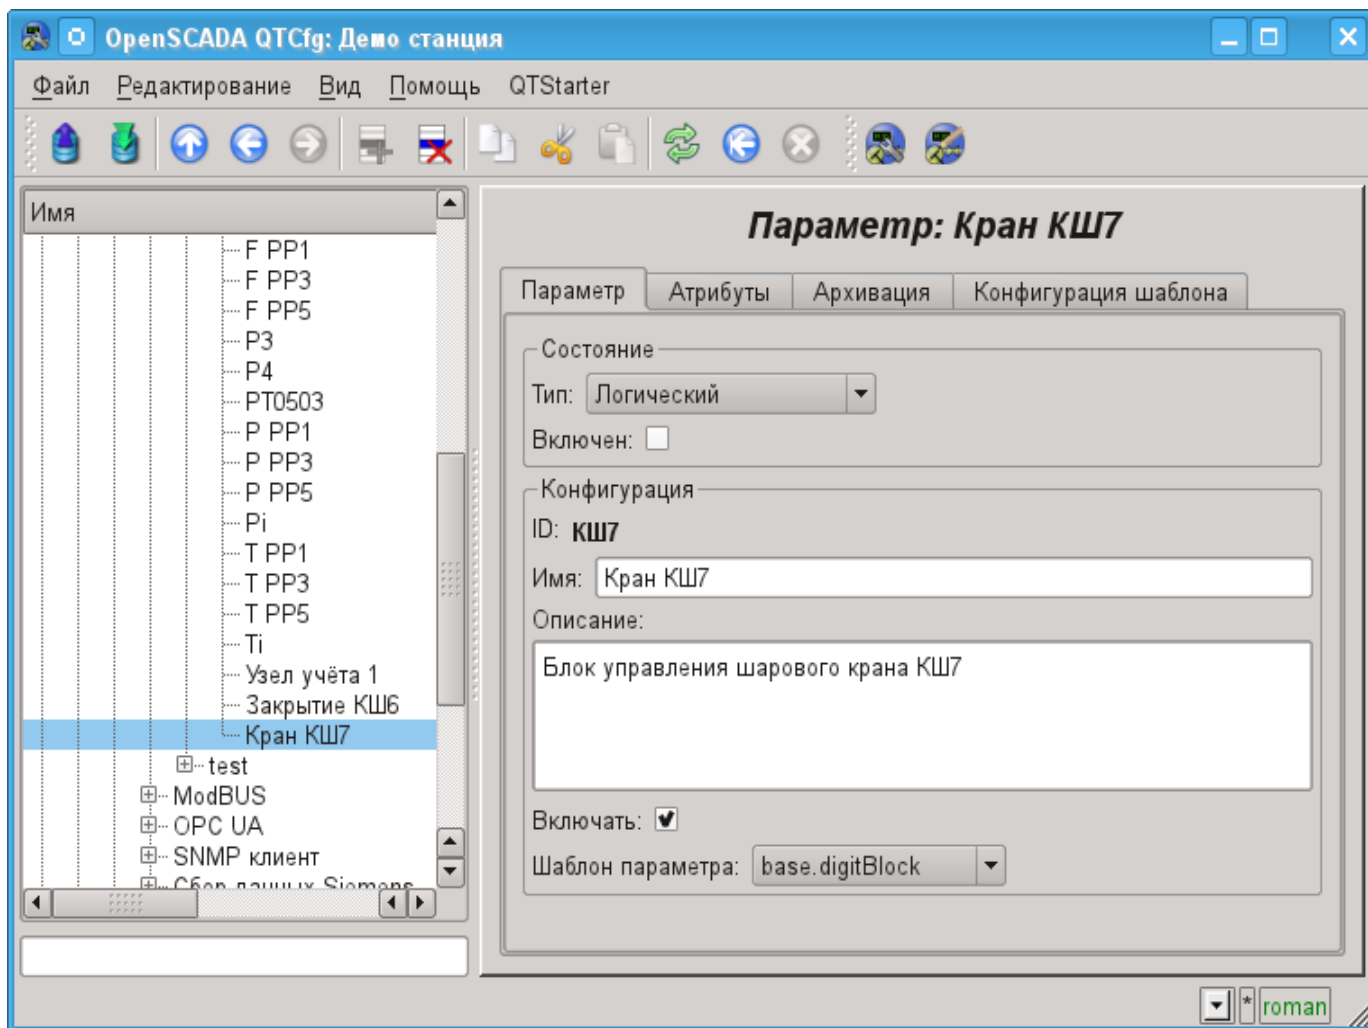 OpenSCADA QTCfg: Демо станция
Файл Редактирование Вид Помощь QTStarter
Имя
F PP1
F PP3
F PP5
P3
P4
PT0503
P PP1
P PP3
P PP5
Pi
T PP1
T PP3
T PP5
Ti
Узел учёта 1
Закрытие КШ6
Кран КШ7
test
ModBUS
OPC UA
SNMP клиент
Сбор данных Siemens
Параметр: Кран КШ7
Параметр Атрибуты Архивация Конфигурация шаблона
Состояние
Тип: Логический
Включен:
Конфигурация
ID: КШ7
Имя: Кран КШ7
Описание:
Блок управления шарового крана КШ7
Включать:
Шаблон параметра: base.digitBlock
* roman